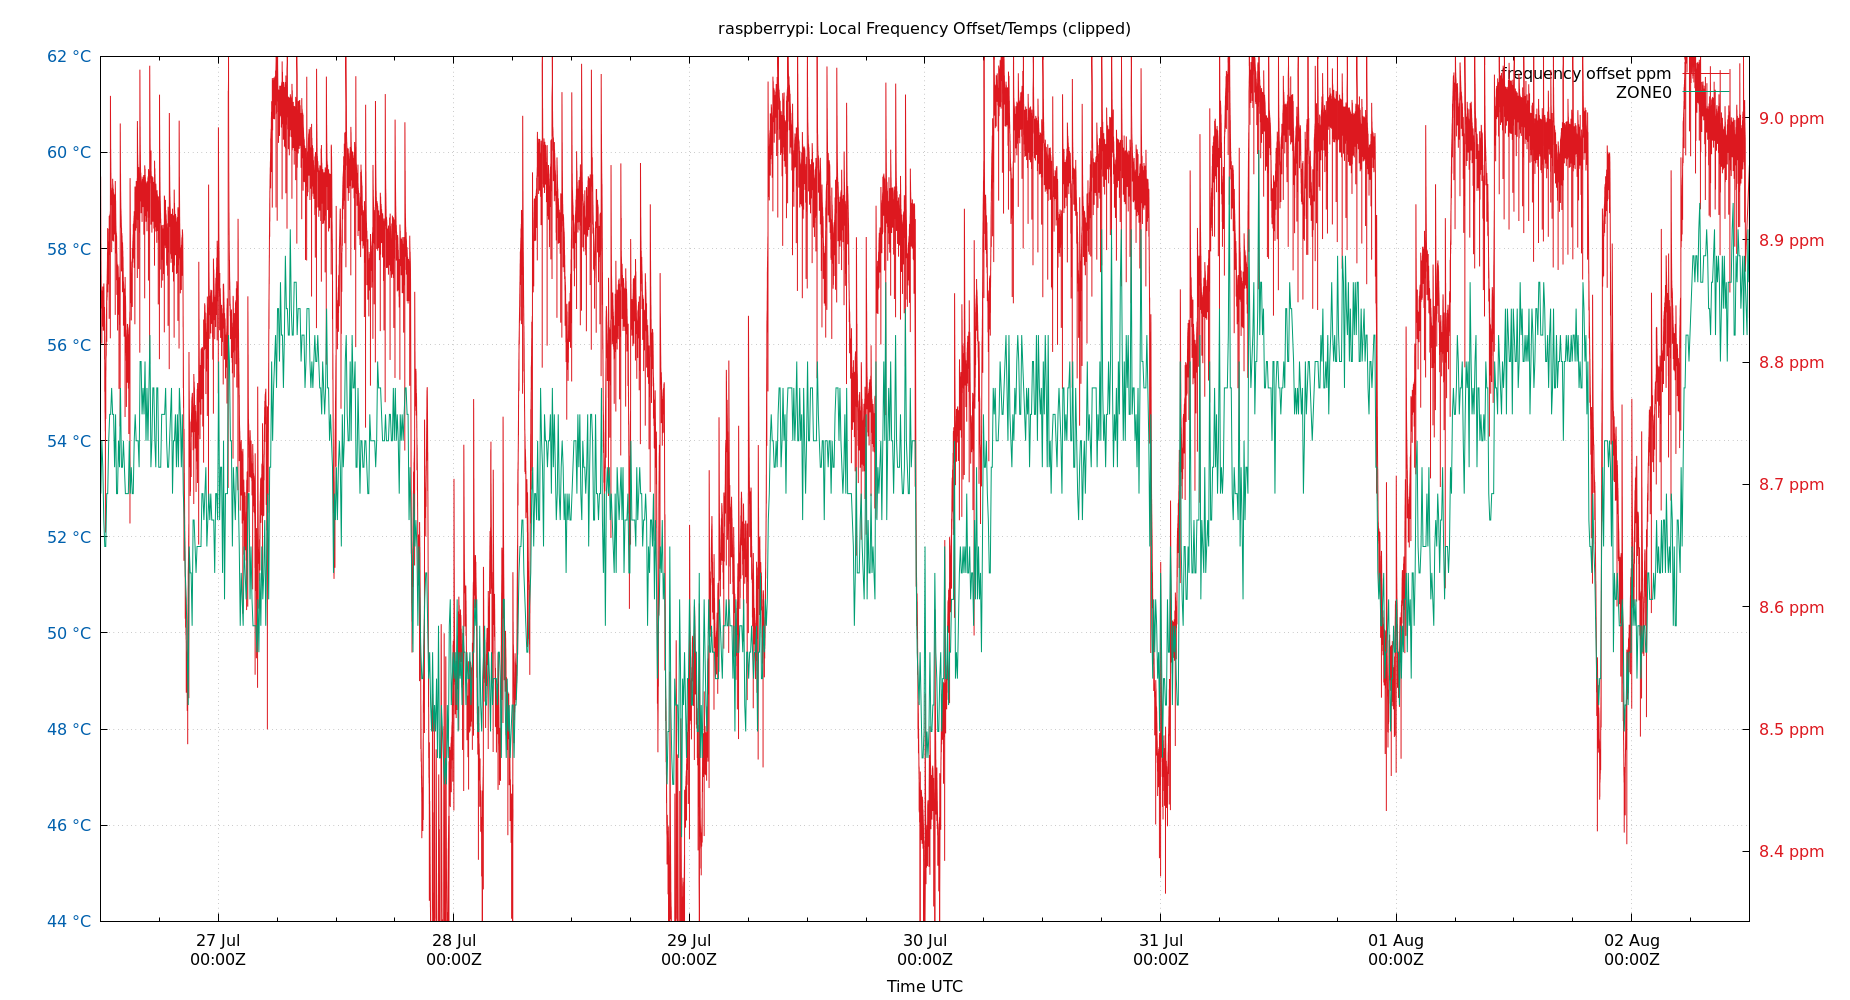 raspberrypi: Local Frequency Offset/Temps (clipped)
62 °C
60 °C
58 °C
56 °C
54 °C
52 °C
50 °C
48 °C
46 °C
44 °C
frequency offset ppm
ZONE0
9.0 ppm
8.9 ppm
8.8 ppm
8.7 ppm
8.6 ppm
8.5 ppm
8.4 ppm
27 Jul
00:00Z
28 Jul
00:00Z
29 Jul
00:00Z
30 Jul
00:00Z
31 Jul
00:00Z
01 Aug
00:00Z
02 Aug
00:00Z
Time UTC